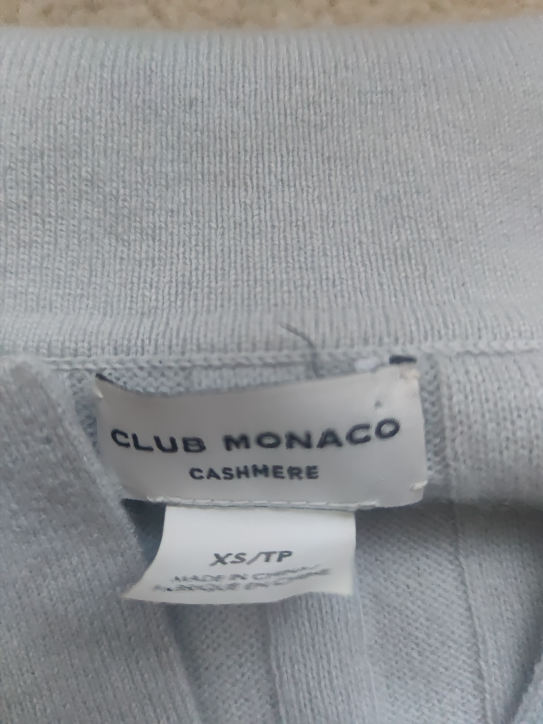 CLUB MONACO
CASHMERE
XS/TP
MADE IN CHINA/
FABRIQUÉ EN CHINE